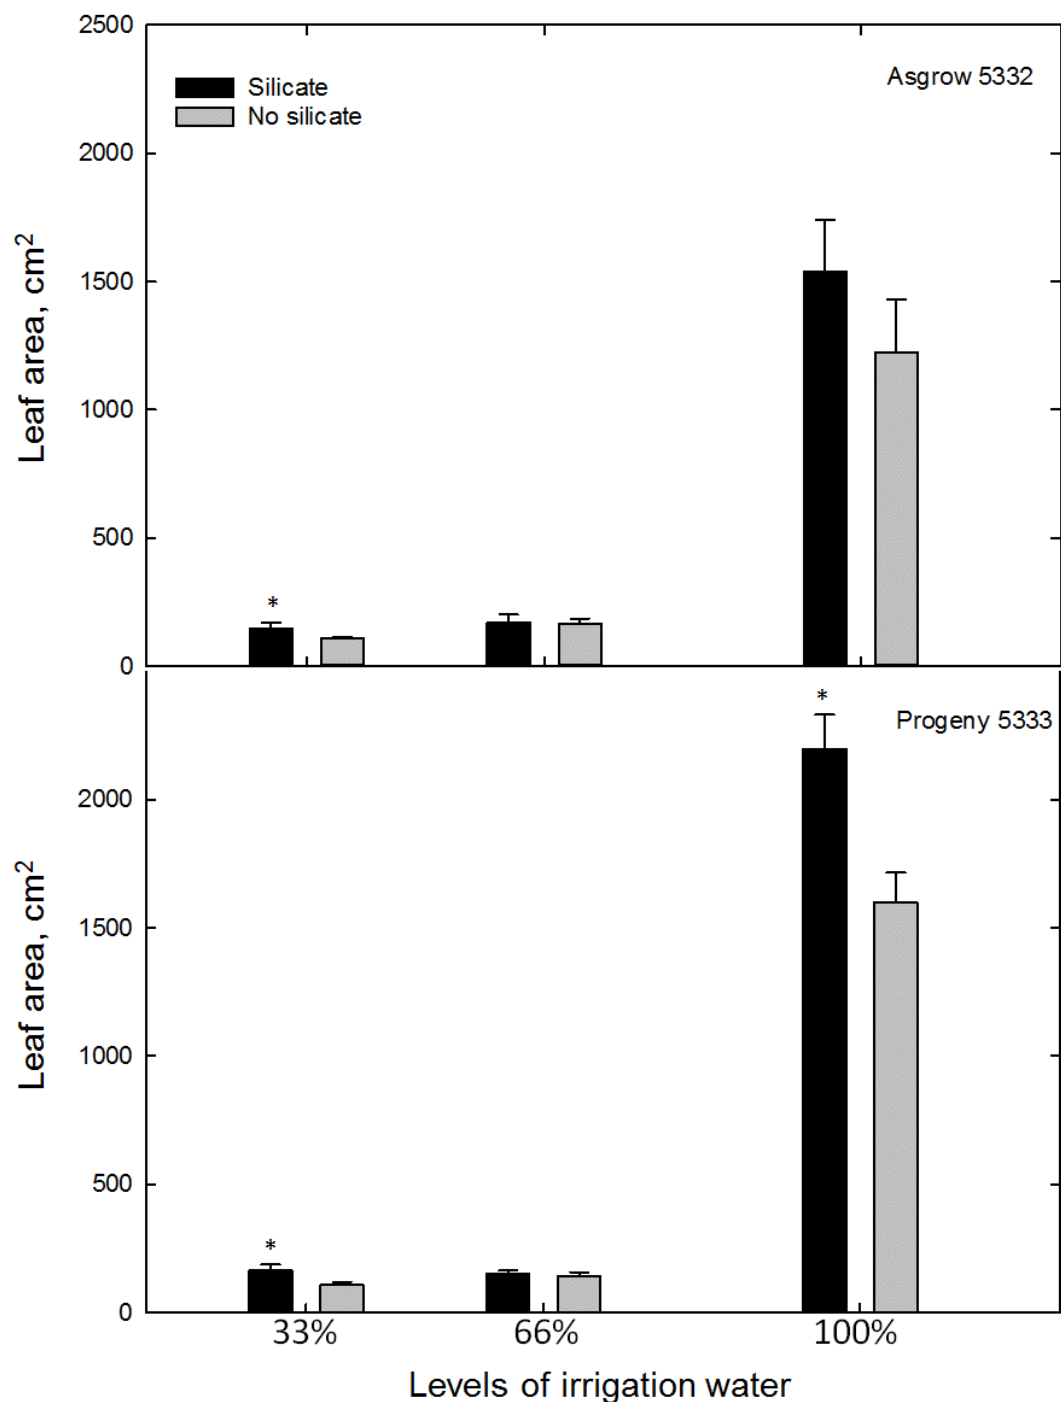 2500
Asgrow 5332
Silicate
No silicate
2000
1500
1000
500
0
Leaf area, cm²
*
Progeny 5333
*
2000
1500
1000
500
0
Leaf area, cm²
*
33% 66% 100%
Levels of irrigation water